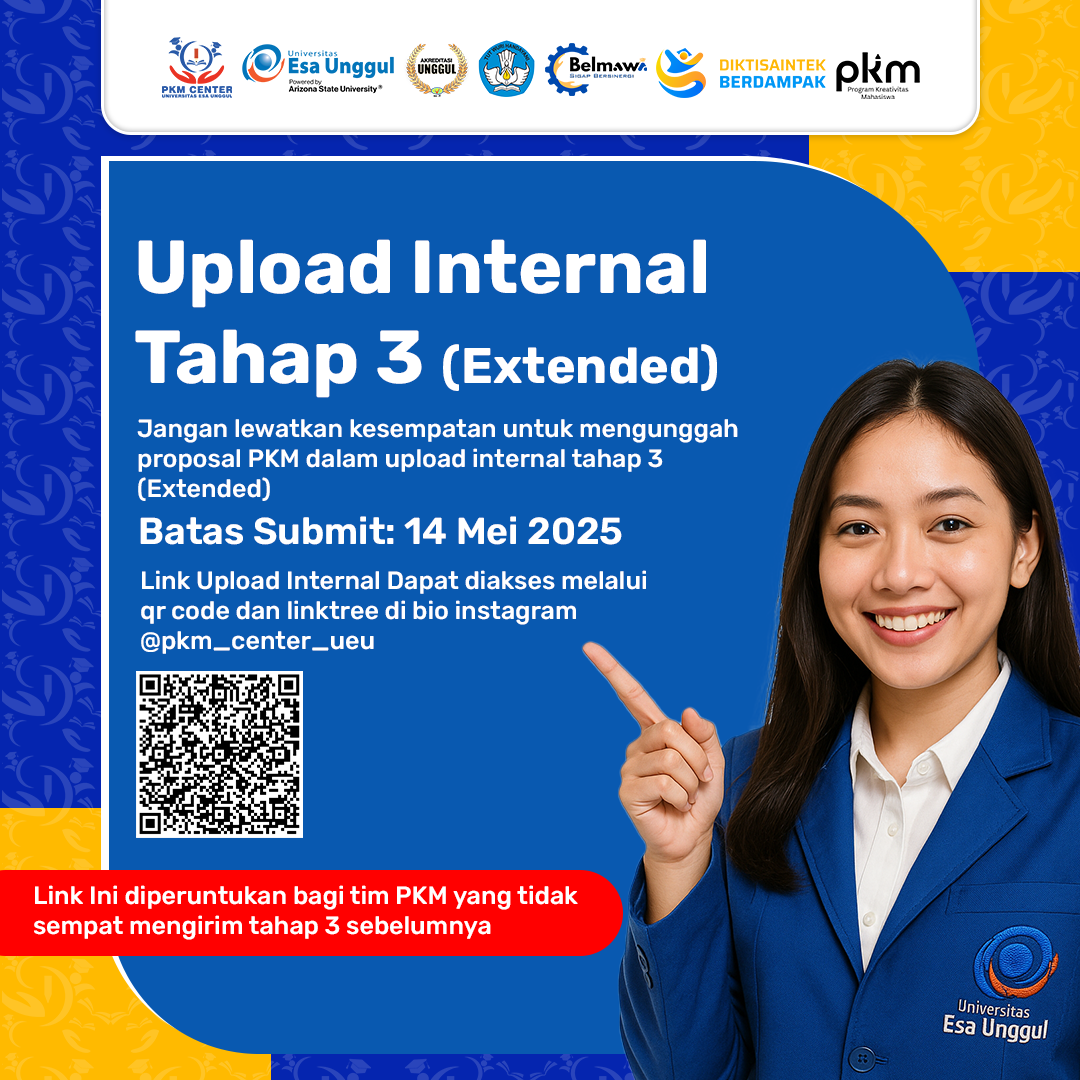 PKM CENTER
UNIVERSITAS ESA UNGGUL
Universitas
Esa Unggul
Powered by
Arizona State University®
AKREDITASI
UNGGUL
TUT WURI HANDAYANI
Belmawa
SIGAP BERSINERGI
DIKTISAINTEK
BERDAMPAK
pkm
Program Kreativitas
Mahasiswa
Upload Internal
Tahap 3 (Extended)
Jangan lewatkan kesempatan untuk mengunggah
proposal PKM dalam upload internal tahap 3
(Extended)
Batas Submit: 14 Mei 2025
Link Upload Internal Dapat diakses melalui
qr code dan linktree di bio instagram
@pkm_center_ueu
Link Ini diperuntukan bagi tim PKM yang tidak
sempat mengirim tahap 3 sebelumnya
Universitas
Esa Unggul